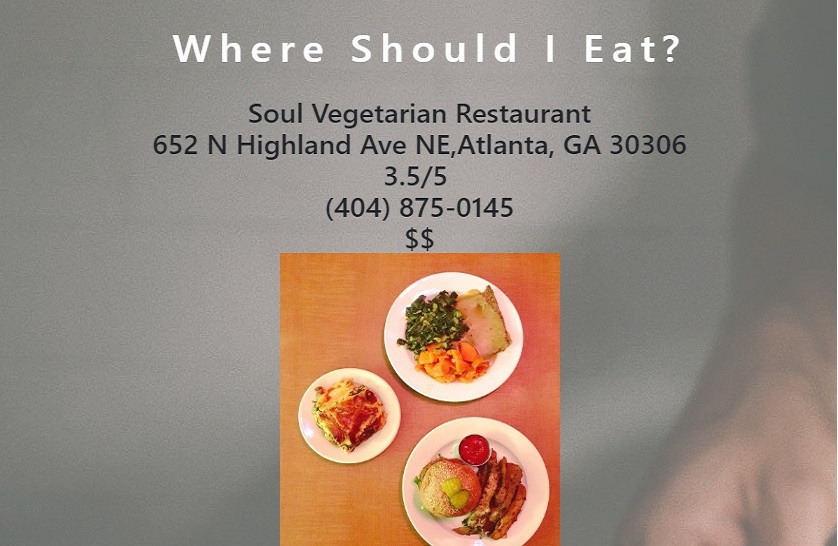 Where Should I Eat?
Soul Vegetarian Restaurant
652 N Highland Ave NE,Atlanta, GA 30306
3.5/5
(404) 875-0145
$$